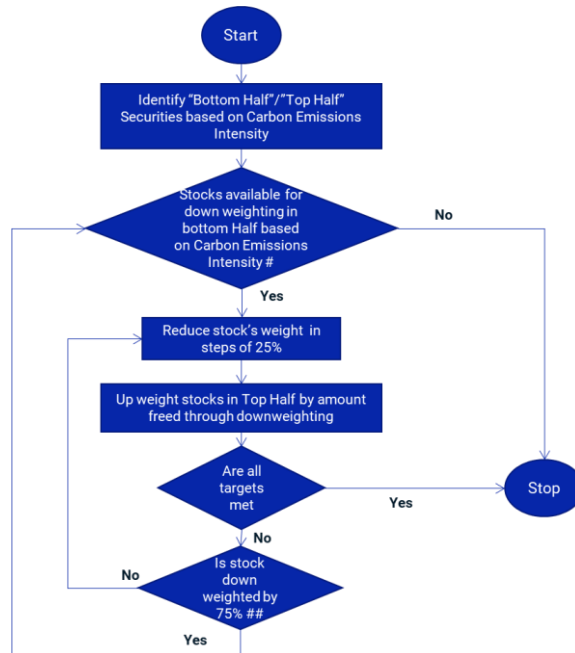 Start
Identify “Bottom Half”/”Top Half”
Securities based on Carbon Emissions
Intensity
Stocks available for
down weighting in
bottom Half based
on Carbon Emissions
Intensity #
No
Yes
Reduce stock’s weight in
steps of 25%
Up weight stocks in Top Half by amount
freed through downweighting
Are all
targets
met
Yes
Stop
No
Is stock
down
weighted by
75% ##
No
Yes